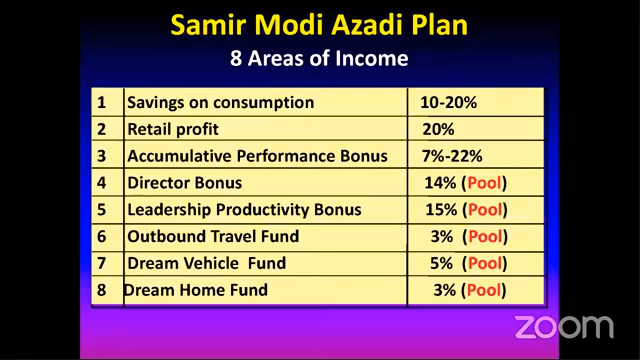 Samir Modi Azadi Plan
8 Areas of Income
1 Savings on consumption 10-20%
2 Retail profit 20%
3 Accumulative Performance Bonus 7%-22%
4 Director Bonus 14% (Pool)
5 Leadership Productivity Bonus 15% (Pool)
6 Outbound Travel Fund 3% (Pool)
7 Dream Vehicle Fund 5% (Pool)
8 Dream Home Fund 3% (Pool)
zoom